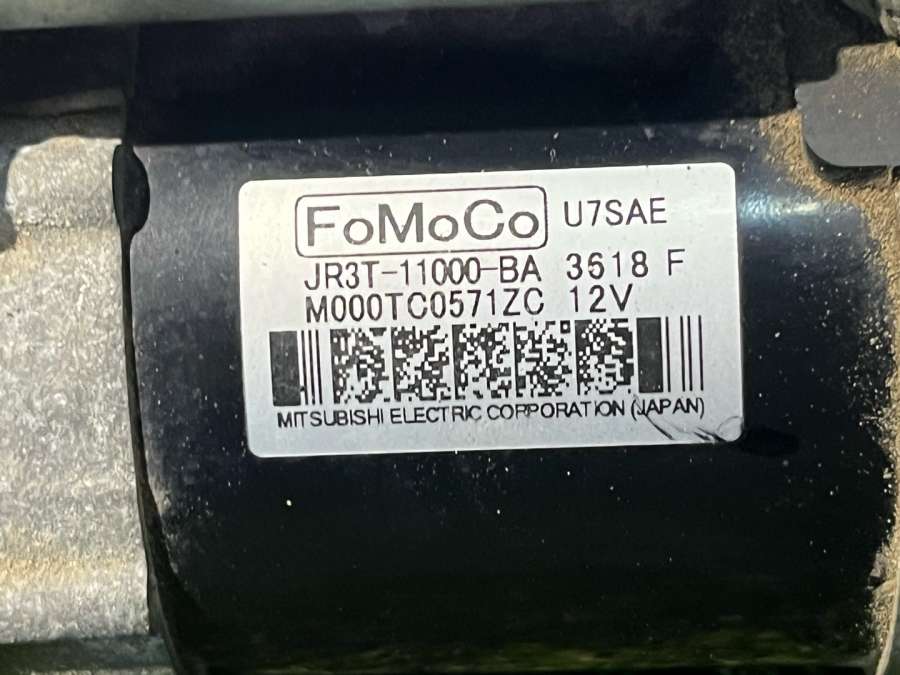 FoMoCo U7SAE
JR3T-11000-BA 3618 F
M000TC0571ZC 12V
MITSUBISHI ELECTRIC CORPORATION (JAPAN)